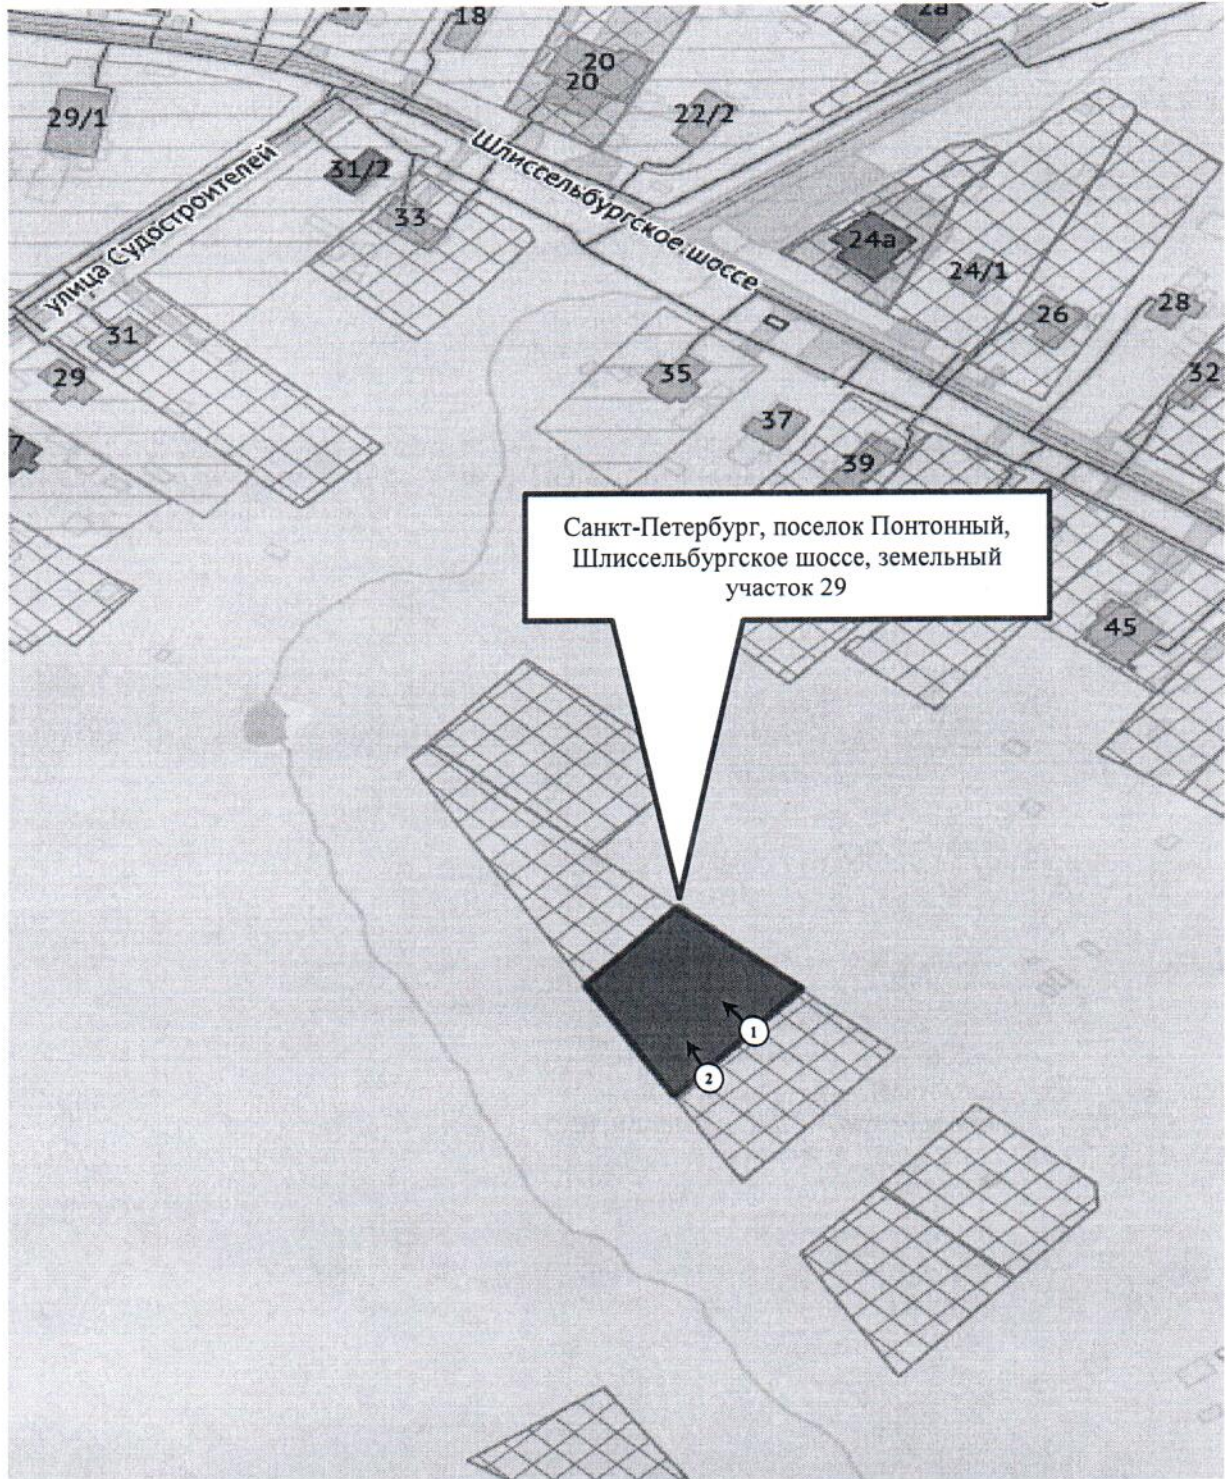 18
2а
20
20
29/1
22/2
Шлиссельбургское шоссе
31/2
улица Судостроителей
33
24а
24/1
26
28
31
29
35
32
7
37
39
Санкт-Петербург, поселок Понтонный,
Шлиссельбургское шоссе, земельный
участок 29
45
1
2